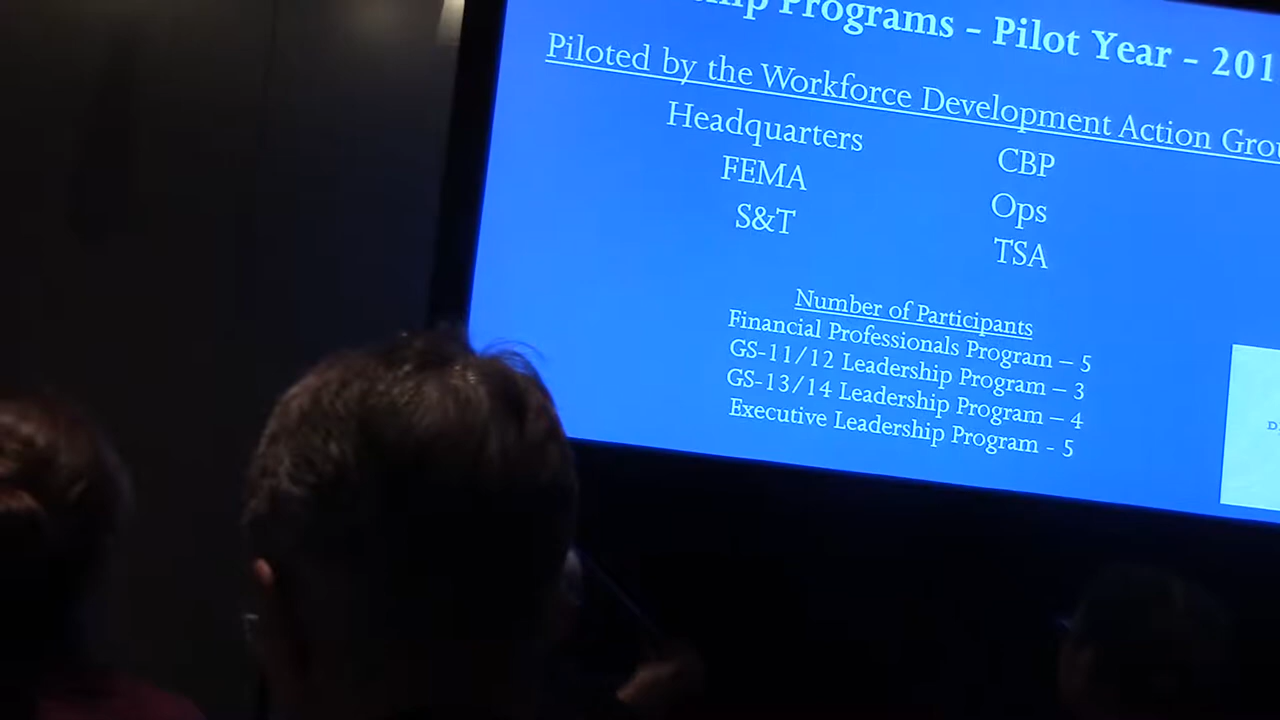 Programs - Pilot Year - 201
Piloted by the Workforce Development Action
Headquarters
CBP
FEMA
Ops
S&T
TSA
Number of Participants
Financial Professionals Program – 5
GS-11/12 Leadership Program – 3
GS-13/14 Leadership Program – 4
Executive Leadership Program - 5